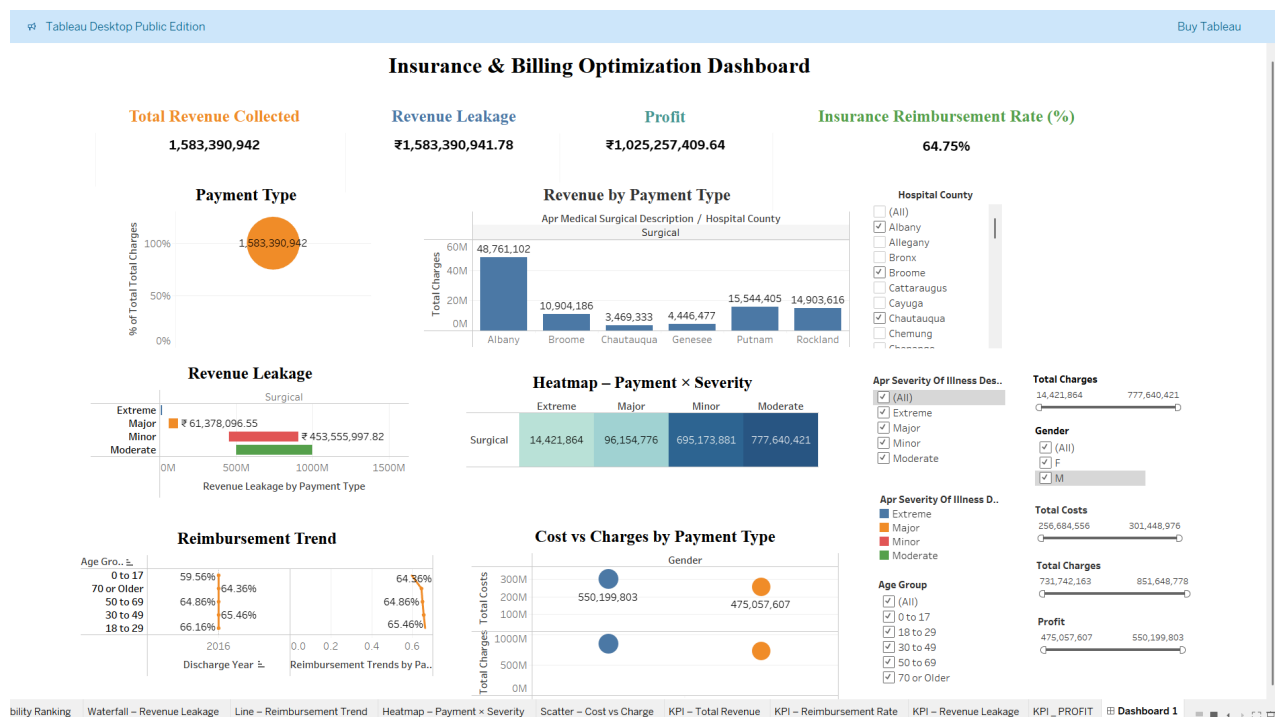 Tableau Desktop Public Edition
Buy Tableau
Insurance & Billing Optimization Dashboard
Total Revenue Collected
1,583,390,942
Revenue Leakage
₹1,583,390,941.78
Profit
₹1,025,257,409.64
Insurance Reimbursement Rate (%)
64.75%
Payment Type
% of Total Total Charges
100%
50%
0%
1,583,390,942
Revenue by Payment Type
Apr Medical Surgical Description / Hospital County
Surgical
Total Charges
60M
40M
20M
0M
48,761,102
10,904,186
3,469,333
4,446,477
15,544,405
14,903,616
Albany
Broome
Chautauqua
Genesee
Putnam
Rockland
Hospital County
(All)
Albany
Allegany
Bronx
Broome
Cattaraugus
Cayuga
Chautauqua
Chemung
Revenue Leakage
Surgical
Extreme
Major
Minor
Moderate
₹ 61,378,096.55
₹ 453,555,997.82
0M
500M
1000M
1500M
Revenue Leakage by Payment Type
Heatmap – Payment × Severity
Extreme
Major
Minor
Moderate
Surgical
14,421,864
96,154,776
695,173,881
777,640,421
Apr Severity Of Illness Des..
(All)
Extreme
Major
Minor
Moderate
Total Charges
14,421,864
777,640,421
Gender
(All)
F
M
Apr Severity Of Illness D..
Extreme
Major
Minor
Moderate
Total Costs
256,684,556
301,448,976
Total Charges
731,742,163
851,648,778
Profit
475,057,607
550,199,803
Age Group
(All)
0 to 17
18 to 29
30 to 49
50 to 69
70 or Older
Reimbursement Trend
Age Gro..
0 to 17
70 or Older
50 to 69
30 to 49
18 to 29
59.56%
64.36%
64.86%
65.46%
66.16%
2016
Discharge Year
64.36%
64.86%
65.46%
0.0
0.2
0.4
0.6
Reimbursement Trends by Pa..
Cost vs Charges by Payment Type
Gender
Total Costs
300M
200M
100M
550,199,803
475,057,607
Total Charges
1000M
500M
0M
bility Ranking
Waterfall – Revenue Leakage
Line – Reimbursement Trend
Heatmap – Payment × Severity
Scatter – Cost vs Charge
KPI – Total Revenue
KPI – Reimbursement Rate
KPI – Revenue Leakage
KPI_PROFIT
Dashboard 1